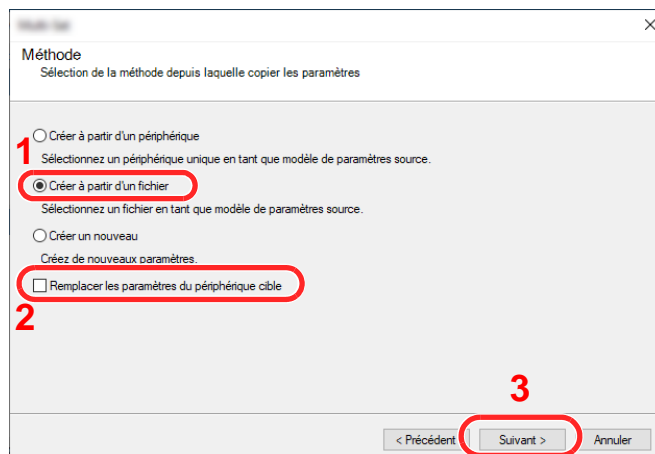 Méthode
Sélection de la méthode depuis laquelle copier les paramètres
Créer à partir d'un périphérique
1
Sélectionnez un périphérique unique en tant que modèle de paramètres source.
Créer à partir d'un fichier
Sélectionnez un fichier en tant que modèle de paramètres source.
Créer un nouveau
Créez de nouveaux paramètres.
Remplacer les paramètres du périphérique cible
2
3
< Précédent Suivant > Annuler